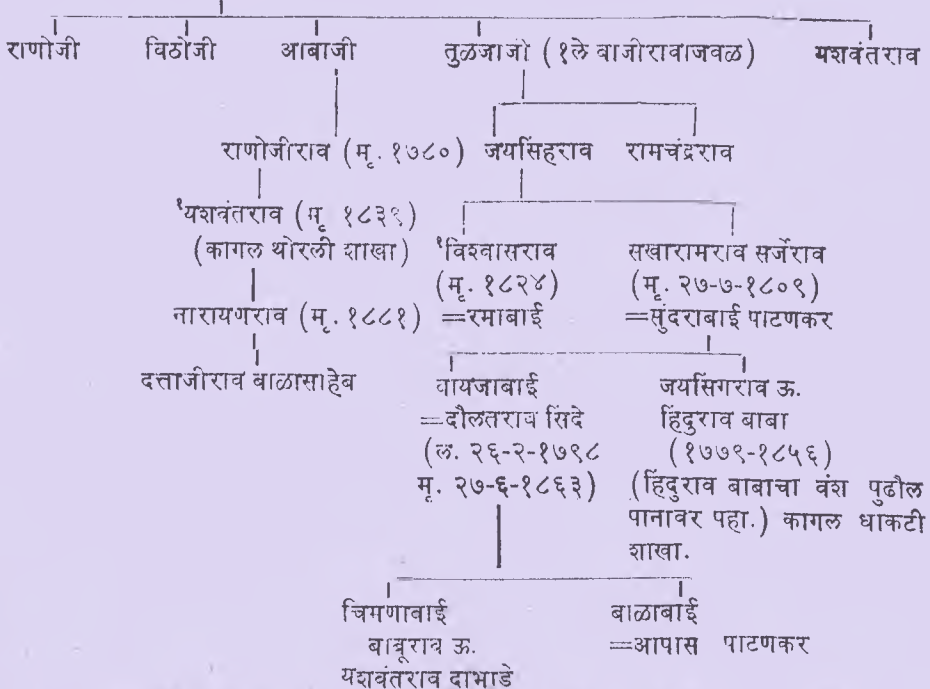 राणोजी विठोजी आबाजी तुळजाजी (१ले बाजीरावाजवळ) यशवंतराव
राणोजीराव (मृ. १७८०) जयसिंहराव रामचंद्रराव
१यशवंतराव (मृ १८३९)
(कागल थोरली शाखा)
१विश्वासराव
(मृ. १८२४)
=रमाबाई
सखारामराव सर्जेराव
(मृ. २७-७-१८०९)
=सुंदराबाई पाटणकर
नारायणराव (मृ. १८८१)
दत्ताजीराव बाळासाहेब
बायजाबाई
=दौलतराव सिंदे
(ल. २६-२-१७९८
मृ. २७-६-१८६३)
जयसिंगराव ऊ.
हिंदुराव बाबा
(१७७९-१८५६)
(हिंदुराव बाबाचा वंश पुढील
पानावर पहा.) कागल धाकटी
शाखा.
चिमणाबाई
बाबूराव ऊ.
यशवंतराव दाभाडे
बाळाबाई
=आपास पाटणकर